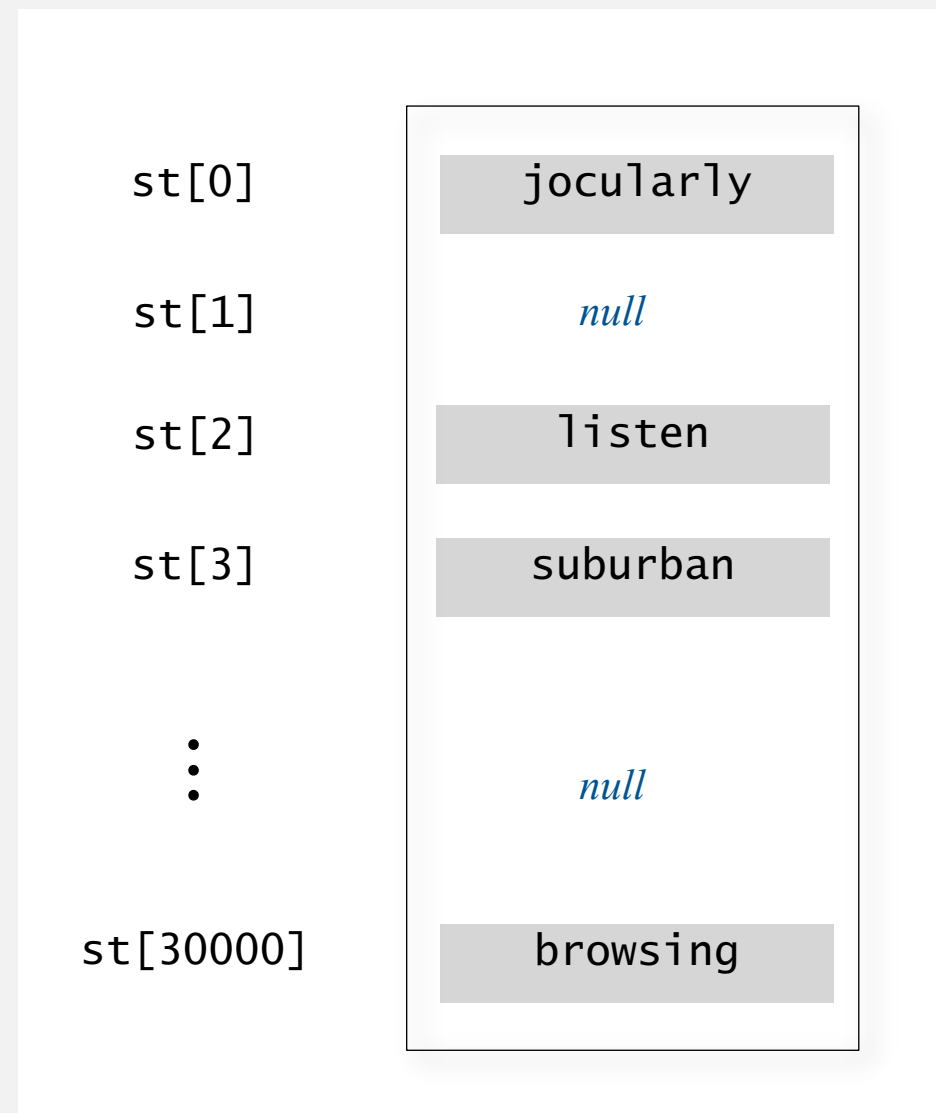 st[0] jocularly
st[1] null
st[2] listen
st[3] suburban
⋮ null
st[30000] browsing